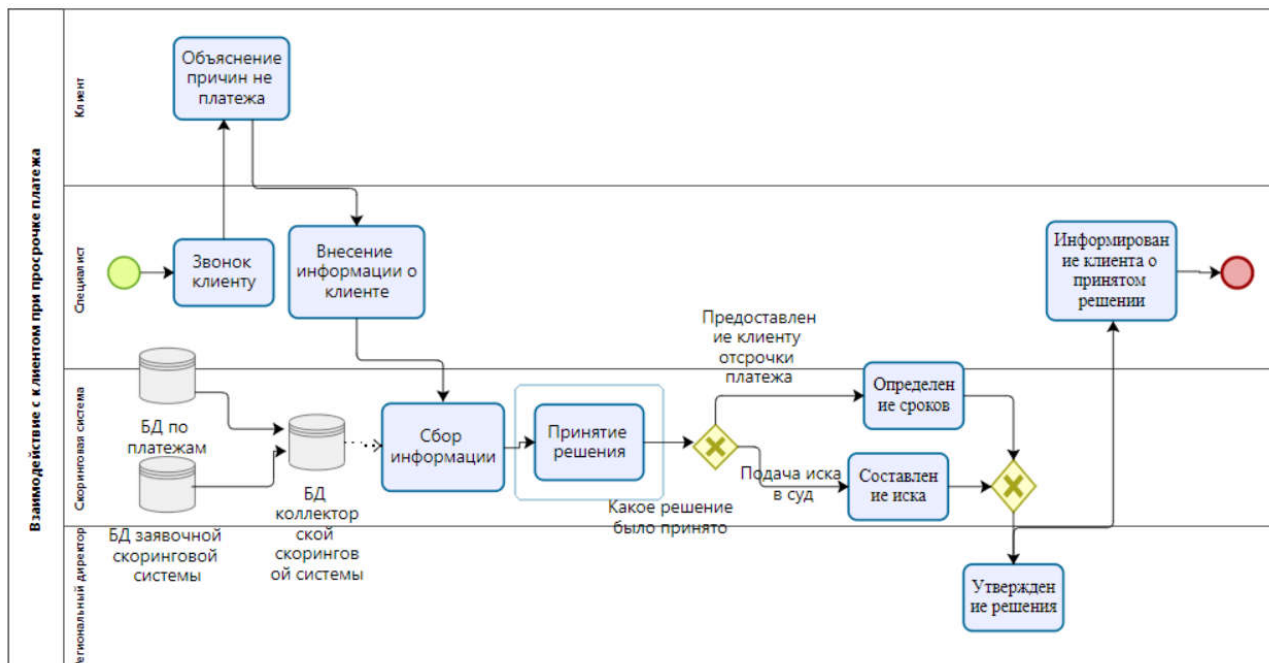 Взаимодействие с клиентом при просрочке платежа
Клиент
Объяснение
причин не
платежа
Специалист
Звонок
клиенту
Внесение
информации о
клиенте
Информирован
ие клиента о
принятом
решении
Скоринговая система
БД по
платежам
БД заявочной
скоринговой
системы
БД
коллектор
ской
скорингов
ой системы
Сбор
информации
Принятие
решения
Какое решение
было принято
Предоставлен
ие клиенту
отсрочки
платежа
Подача иска
в суд
Определен
ие сроков
Составлен
ие иска
Региональный директор
Утвержден
ие решения